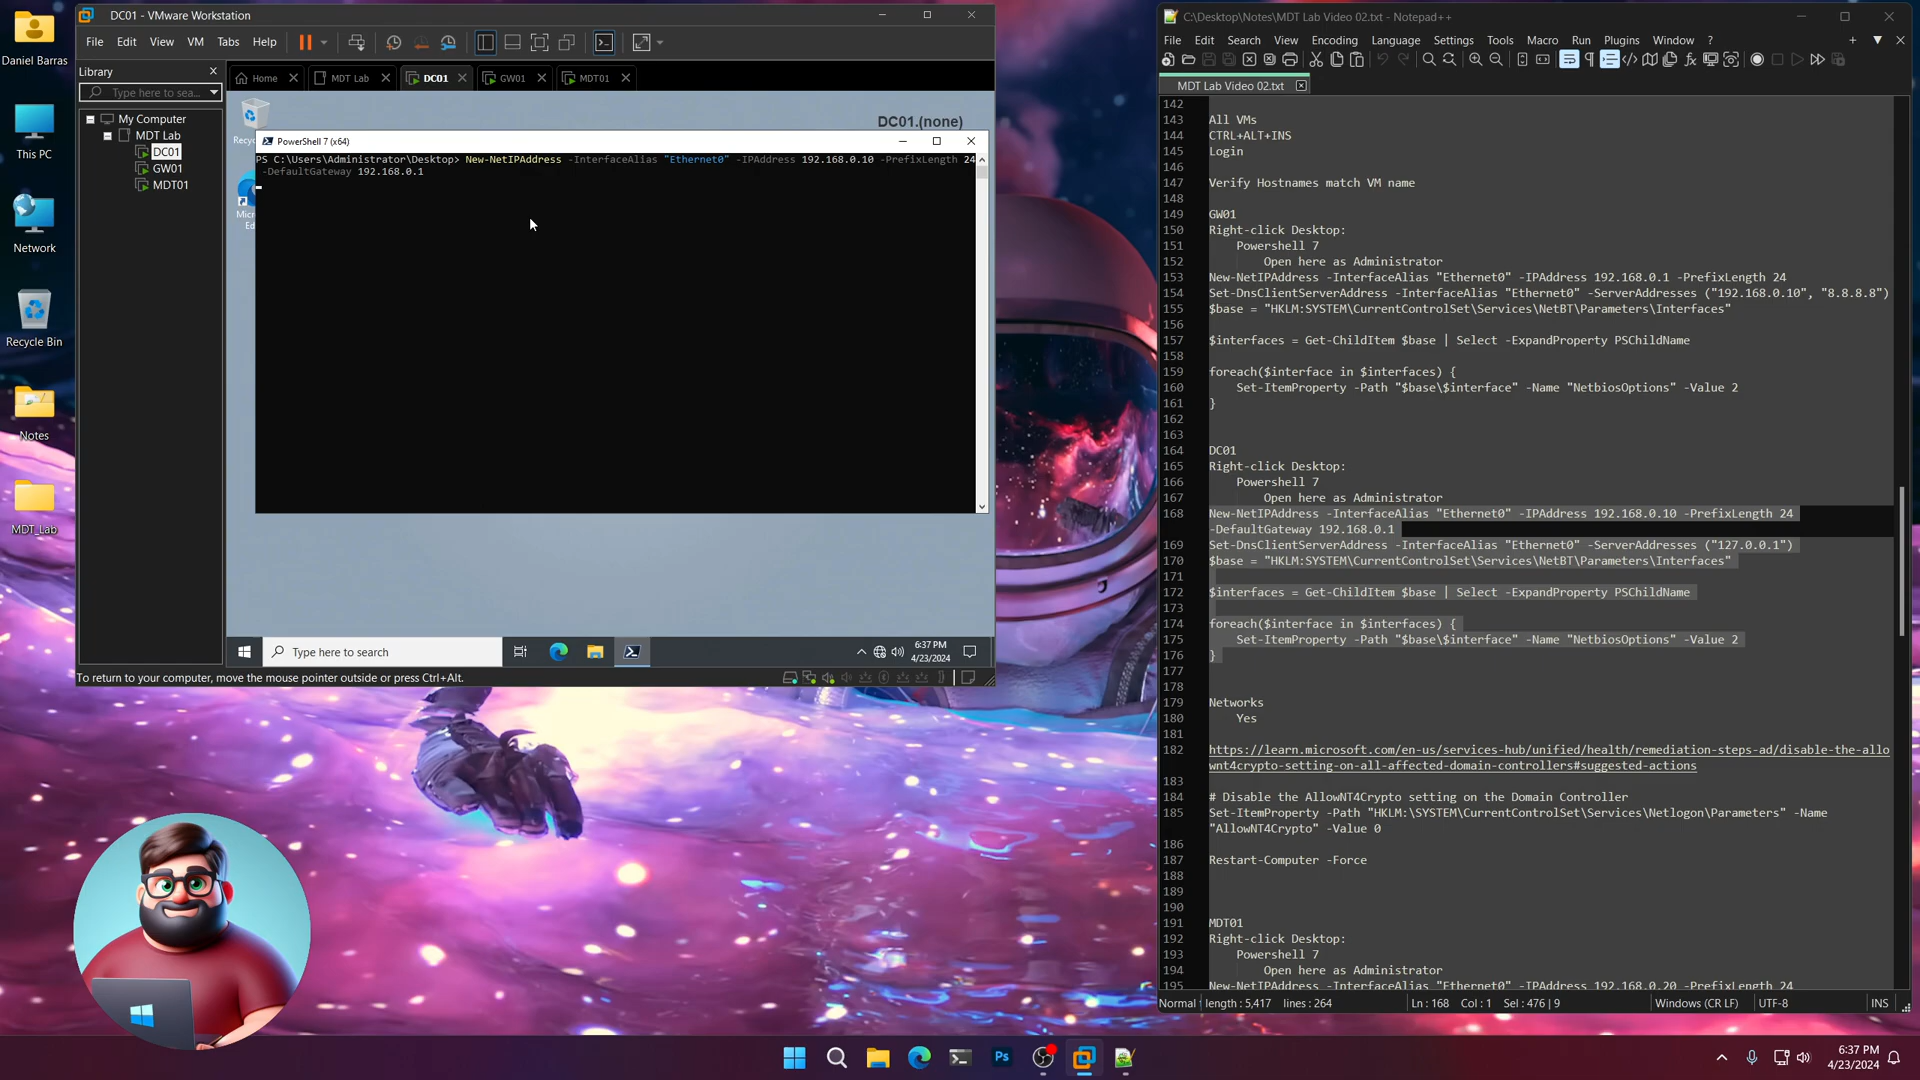 Daniel Barras
This PC
Network
Recycle Bin
Notes
MDT_Lab
DC01 - VMware Workstation
File Edit View VM Tabs Help
Library
Type here to sea...
My Computer
MDT Lab
DC01
GW01
MDT01
Home MDT Lab DC01 GW01 MDT01
DC01.(none)
PowerShell 7 (x64)
PS C:\Users\Administrator\Desktop> New-NetIPAddress -InterfaceAlias "Ethernet0" -IPAddress 192.168.0.10 -PrefixLength 24
-DefaultGateway 192.168.0.1
Type here to search
6:37 PM
4/23/2024
To return to your computer, move the mouse pointer outside or press Ctrl+Alt.
C:\Desktop\Notes\MDT Lab Video 02.txt - Notepad++
File Edit Search View Encoding Language Settings Tools Macro Run Plugins Window ?
MDT Lab Video 02.txt
142
143 All VMs
144 CTRL+ALT+INS
145 Login
146
147 Verify Hostnames match VM name
148
149 GW01
150 Right-click Desktop:
151 Powershell 7
152 Open here as Administrator
153 New-NetIPAddress -InterfaceAlias "Ethernet0" -IPAddress 192.168.0.1 -PrefixLength 24
154 Set-DnsClientServerAddress -InterfaceAlias "Ethernet0" -ServerAddresses ("192.168.0.10", "8.8.8.8")
155 $base = "HKLM:SYSTEM\CurrentControlSet\Services\NetBT\Parameters\Interfaces"
156
157 $interfaces = Get-ChildItem $base | Select -ExpandProperty PSChildName
158
159 foreach($interface in $interfaces) {
160 Set-ItemProperty -Path "$base\$interface" -Name "NetbiosOptions" -Value 2
161 }
162
163
164 DC01
165 Right-click Desktop:
166 Powershell 7
167 Open here as Administrator
168 New-NetIPAddress -InterfaceAlias "Ethernet0" -IPAddress 192.168.0.10 -PrefixLength 24
-DefaultGateway 192.168.0.1
169 Set-DnsClientServerAddress -InterfaceAlias "Ethernet0" -ServerAddresses ("127.0.0.1")
170 $base = "HKLM:SYSTEM\CurrentControlSet\Services\NetBT\Parameters\Interfaces"
171
172 $interfaces = Get-ChildItem $base | Select -ExpandProperty PSChildName
173
174 foreach($interface in $interfaces) {
175 Set-ItemProperty -Path "$base\$interface" -Name "NetbiosOptions" -Value 2
176 }
177
178
179 Networks
180 Yes
181
182 https://learn.microsoft.com/en-us/services-hub/unified/health/remediation-steps-ad/disable-the-allo
wnt4crypto-setting-on-all-affected-domain-controllers#suggested-actions
183
184 # Disable the AllowNT4Crypto setting on the Domain Controller
185 Set-ItemProperty -Path "HKLM:\SYSTEM\CurrentControlSet\Services\Netlogon\Parameters" -Name
"AllowNT4Crypto" -Value 0
186
187 Restart-Computer -Force
188
189
190
191 MDT01
192 Right-click Desktop:
193 Powershell 7
194 Open here as Administrator
195 New-NetIPAddress -InterfaceAlias "Ethernet0" -IPAddress 192.168.0.20 -PrefixLength 24
Normal length : 5,417 lines : 264 Ln : 168 Col : 1 Sel : 476 | 9 Windows (CR LF) UTF-8 INS
Ps
6:37 PM
4/23/2024